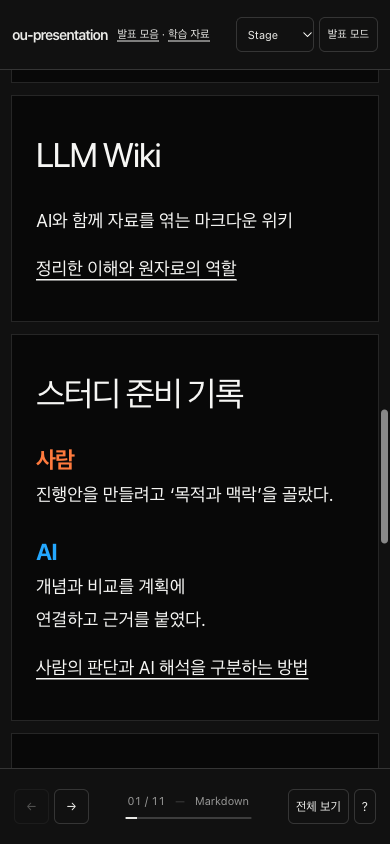 ou-presentation 발표 모음 · 학습 자료 Stage 발표 모드
LLM Wiki
AI와 함께 자료를 엮는 마크다운 위키
정리한 이해와 원자료의 역할
스터디 준비 기록
사람
진행안을 만들려고 ‘목적과 맥락’을 골랐다.
AI
개념과 비교를 계획에
연결하고 근거를 붙였다.
사람의 판단과 AI 해석을 구분하는 방법
← → 01 / 11 — Markdown 전체 보기 ?